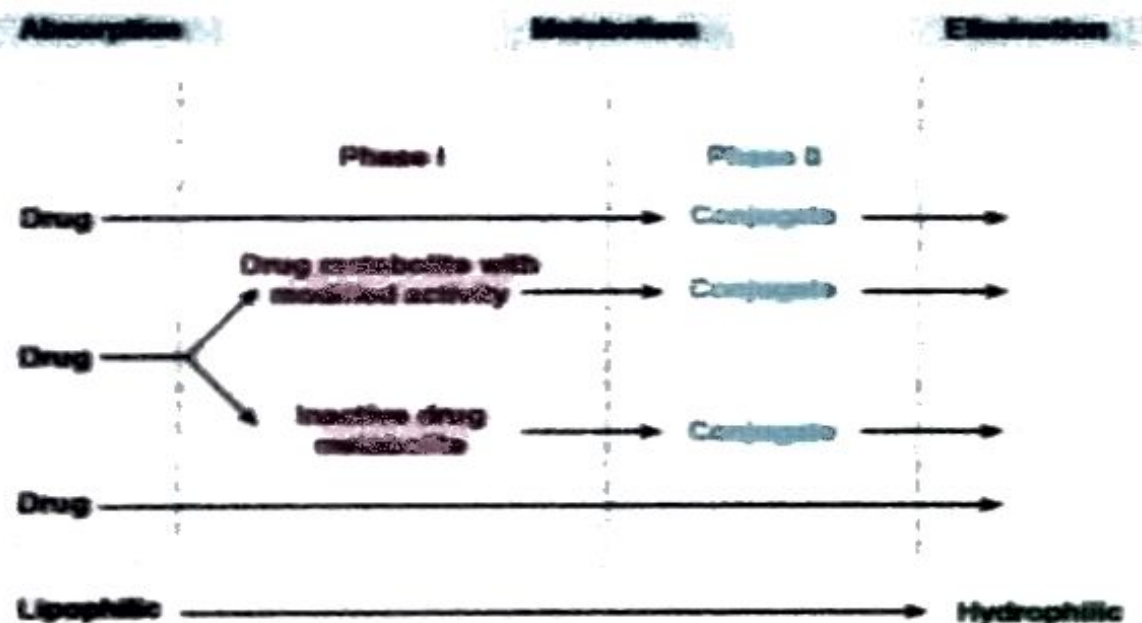 Absorption Metabolism Elimination
Phase I Phase II
Drug Conjugate
Drug metabolite with
modified activity Conjugate
Drug
Inactive drug
Conjugate
Drug
Lipophilic Hydrophilic